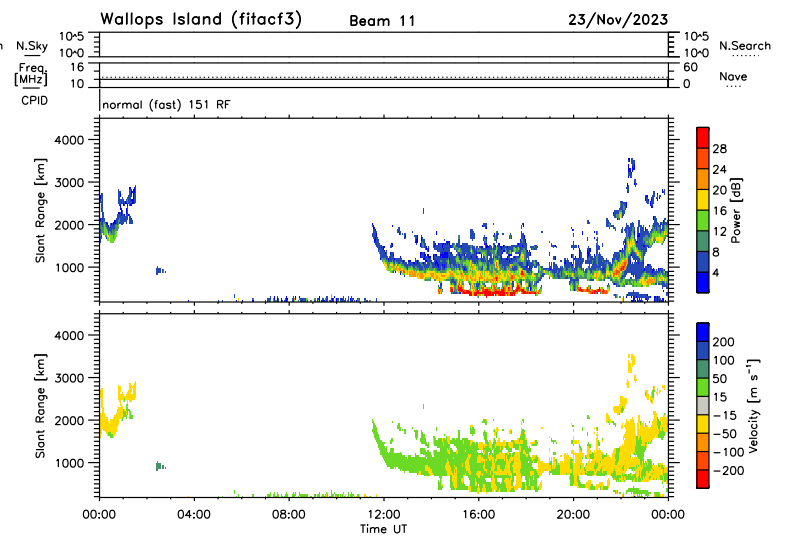 Wallops Island (fitacf3) Beam 11 23/Nov/2023
n N.Sky 10^5 10^5 N.Search
10^0 10^0
Freq. 16 60 Nave
[MHz] 10 0
CPID normal (fast) 151 RF
Slant Range [km]
4000
3000
2000
1000
28
24
20
16
12
8
4
Power [dB]
Slant Range [km]
4000
3000
2000
1000
200
100
50
15
-15
-50
-100
-200
Velocity [m s⁻¹]
00:00 04:00 08:00 12:00 16:00 20:00 00:00
Time UT